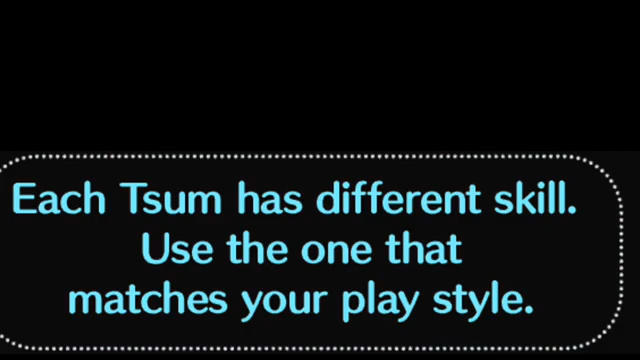 Each Tsum has different skill.
Use the one that
matches your play style.